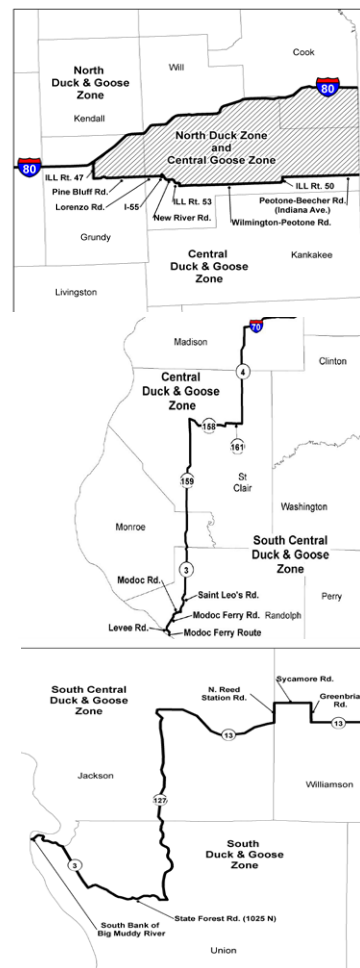 Cook
Will
North
Duck & Goose
Zone
Kendall
80
North Duck Zone
and
Central Goose Zone
80
ILL Rt. 47
Pine Bluff Rd.
Lorenzo Rd.
I-55
New River Rd.
ILL Rt. 53
Wilmington-Peotone Rd.
ILL Rt. 50
Peotone-Beecher Rd.
(Indiana Ave.)
Grundy
Central
Duck & Goose
Zone
Kankakee
Livingston
70
Madison
Clinton
4
Central
Duck & Goose
Zone
158
161
159
St
Clair
Washington
Monroe
South Central
Duck & Goose
Zone
3
Modoc Rd.
Saint Leo's Rd.
Perry
Modoc Ferry Rd.
Randolph
Levee Rd.
Modoc Ferry Route
South Central
Duck & Goose
Zone
N. Reed
Station Rd.
Sycamore Rd.
Greenbriar
Rd.
13
13
Jackson
Williamson
127
South
Duck & Goose
Zone
3
State Forest Rd. (1025 N)
South Bank of
Big Muddy River
Union